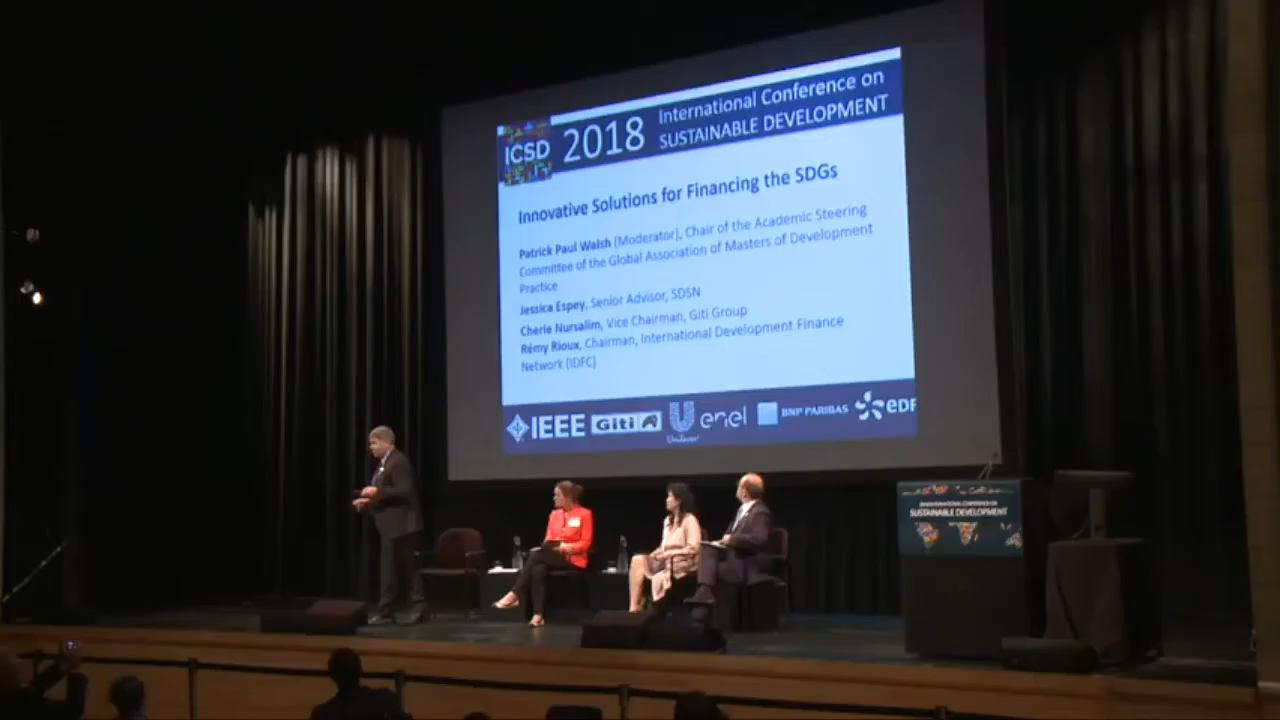 ICSD
2018
International Conference on
SUSTAINABLE DEVELOPMENT
Innovative Solutions for Financing the SDGs
Patrick Paul Walsh (Moderator), Chair of the Academic Steering
Committee of the Global Association of Masters of Development
Practice
Jessica Espey, Senior Advisor, SDSN
Cherie Nursalim, Vice Chairman, Giti Group
Rémy Rioux, Chairman, International Development Finance
Network (IDFC)
IEEE
Giti
Unilever
enel
BNP PARIBAS
eDF
SUSTAINABLE DEVELOPMENT